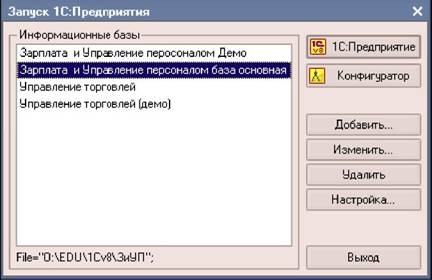 Запуск 1С:Предприятия
Информационные базы
Зарплата и Управление персоналом Демо
Зарплата и Управление персоналом база основная
Управление торговлей
Управление торговлей (демо)
File="O:\EDU\1Cv8\ЗиУП";
1С:Предприятие
Конфигуратор
Добавить...
Изменить...
Удалить
Настройка...
Выход